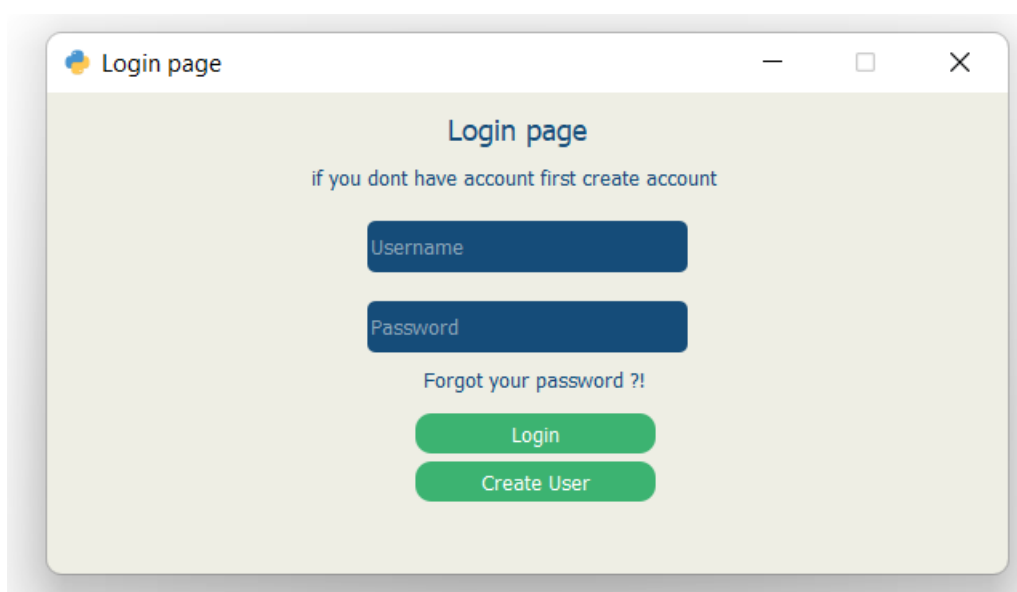 Login page
Login page
if you dont have account first create account
Username
Password
Forgot your password ?!
Login
Create User